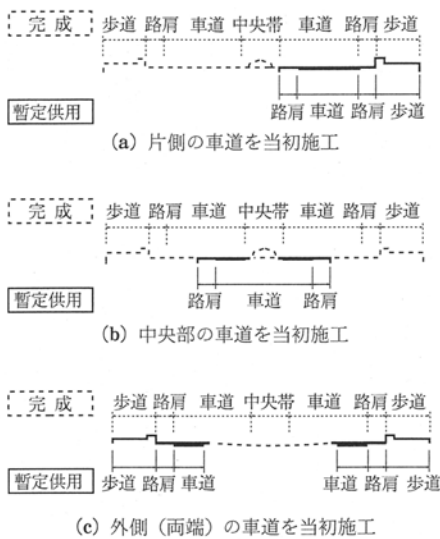 完成 歩道 路肩 車道 中央帯 車道 路肩 歩道
暫定供用 路肩 車道 路肩 歩道
(a) 片側の車道を当初施工
完成 歩道 路肩 車道 中央帯 車道 路肩 歩道
暫定供用 路肩 車道 路肩
(b) 中央部の車道を当初施工
完成 歩道 路肩 車道 中央帯 車道 路肩 歩道
暫定供用 歩道 路肩 車道 車道 路肩 歩道
(c) 外側（両端）の車道を当初施工